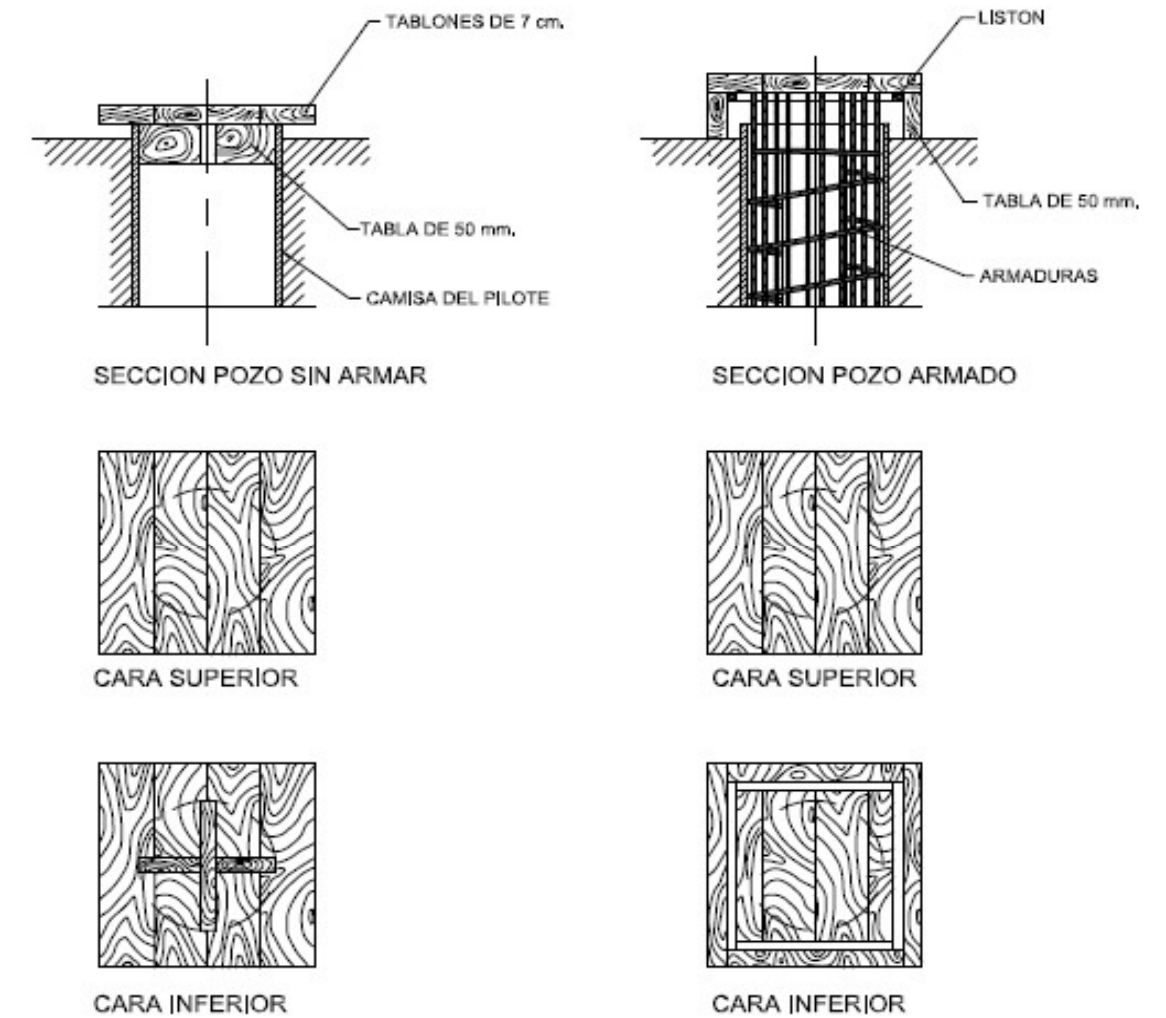 TABLONES DE 7 cm.
TABLA DE 50 mm.
CAMISA DEL PILOTE
SECCION POZO SIN ARMAR
LISTON
TABLA DE 50 mm.
ARMADURAS
SECCION POZO ARMADO
CARA SUPERIOR
CARA SUPERIOR
CARA INFERIOR
CARA INFERIOR